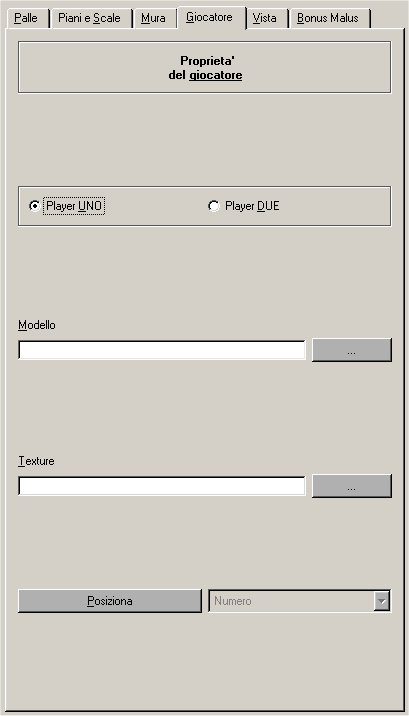 Palle Piani e Scale Mura Giocatore Vista Bonus Malus
Proprieta'
del giocatore
Player UNO Player DUE
Modello
...
Texture
...
Posiziona Numero